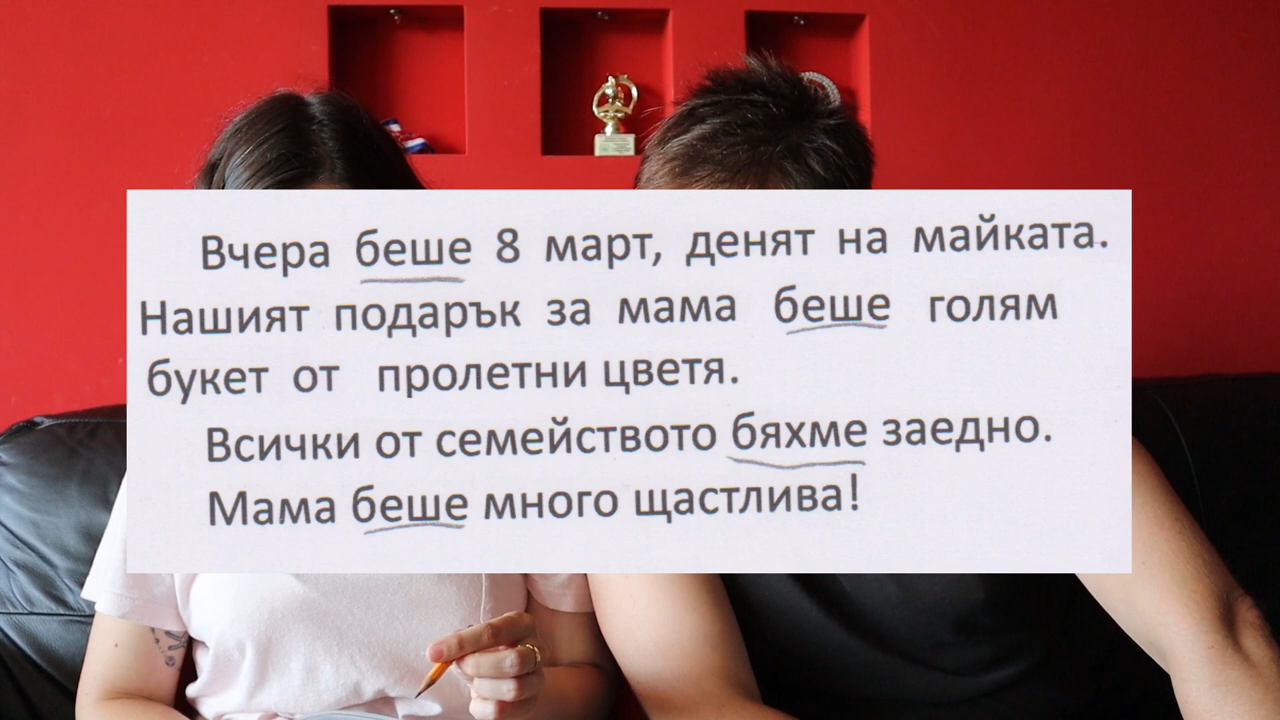 Вчера беше 8 март, денят на майката.
Нашият подарък за мама беше голям
букет от пролетни цветя.
Всички от семейството бяхме заедно.
Мама беше много щастлива!